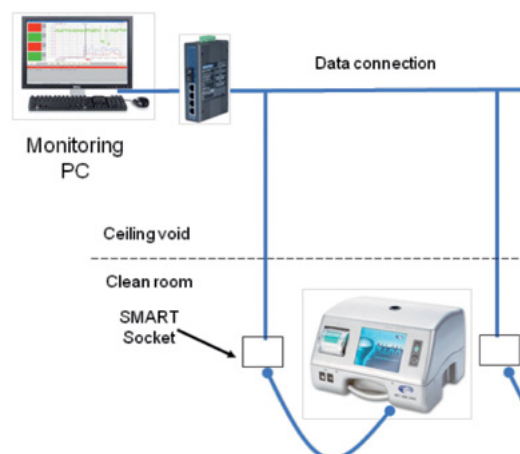 Data connection
Monitoring
PC
Ceiling void
Clean room
SMART
Socket